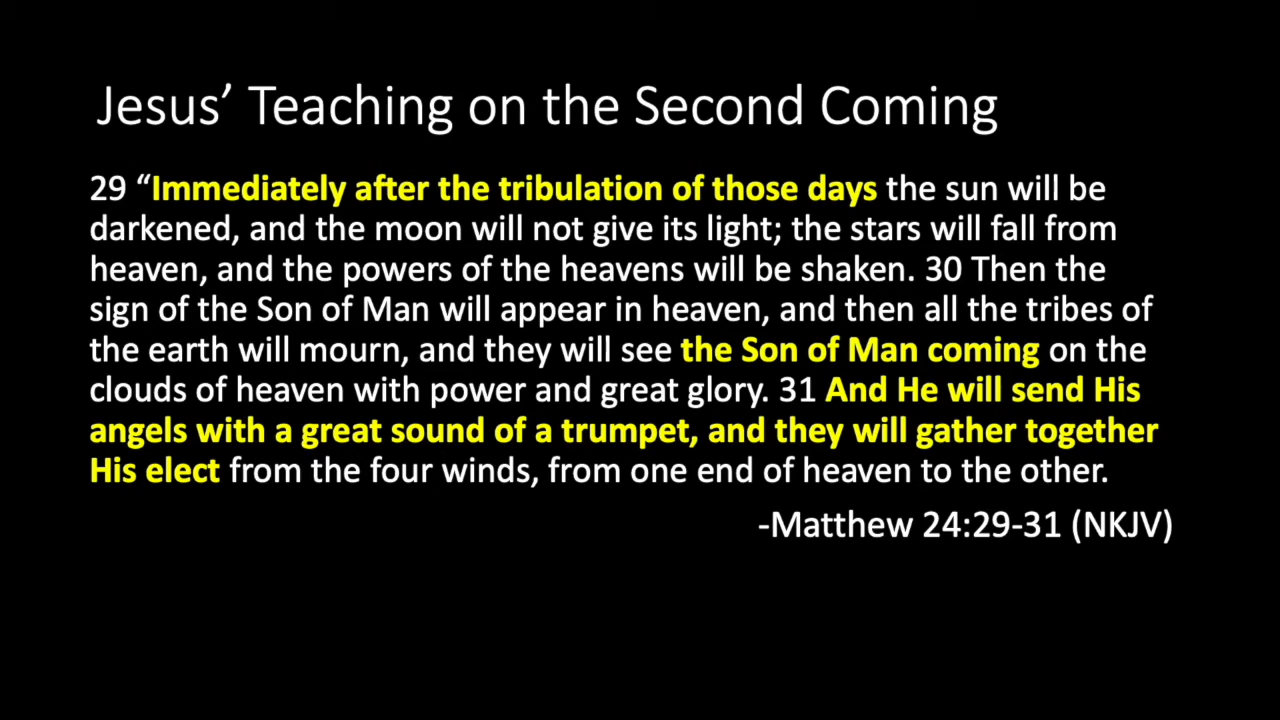 Jesus’ Teaching on the Second Coming
29 “Immediately after the tribulation of those days the sun will be
darkened, and the moon will not give its light; the stars will fall from
heaven, and the powers of the heavens will be shaken. 30 Then the
sign of the Son of Man will appear in heaven, and then all the tribes of
the earth will mourn, and they will see the Son of Man coming on the
clouds of heaven with power and great glory. 31 And He will send His
angels with a great sound of a trumpet, and they will gather together
His elect from the four winds, from one end of heaven to the other.
-Matthew 24:29-31 (NKJV)